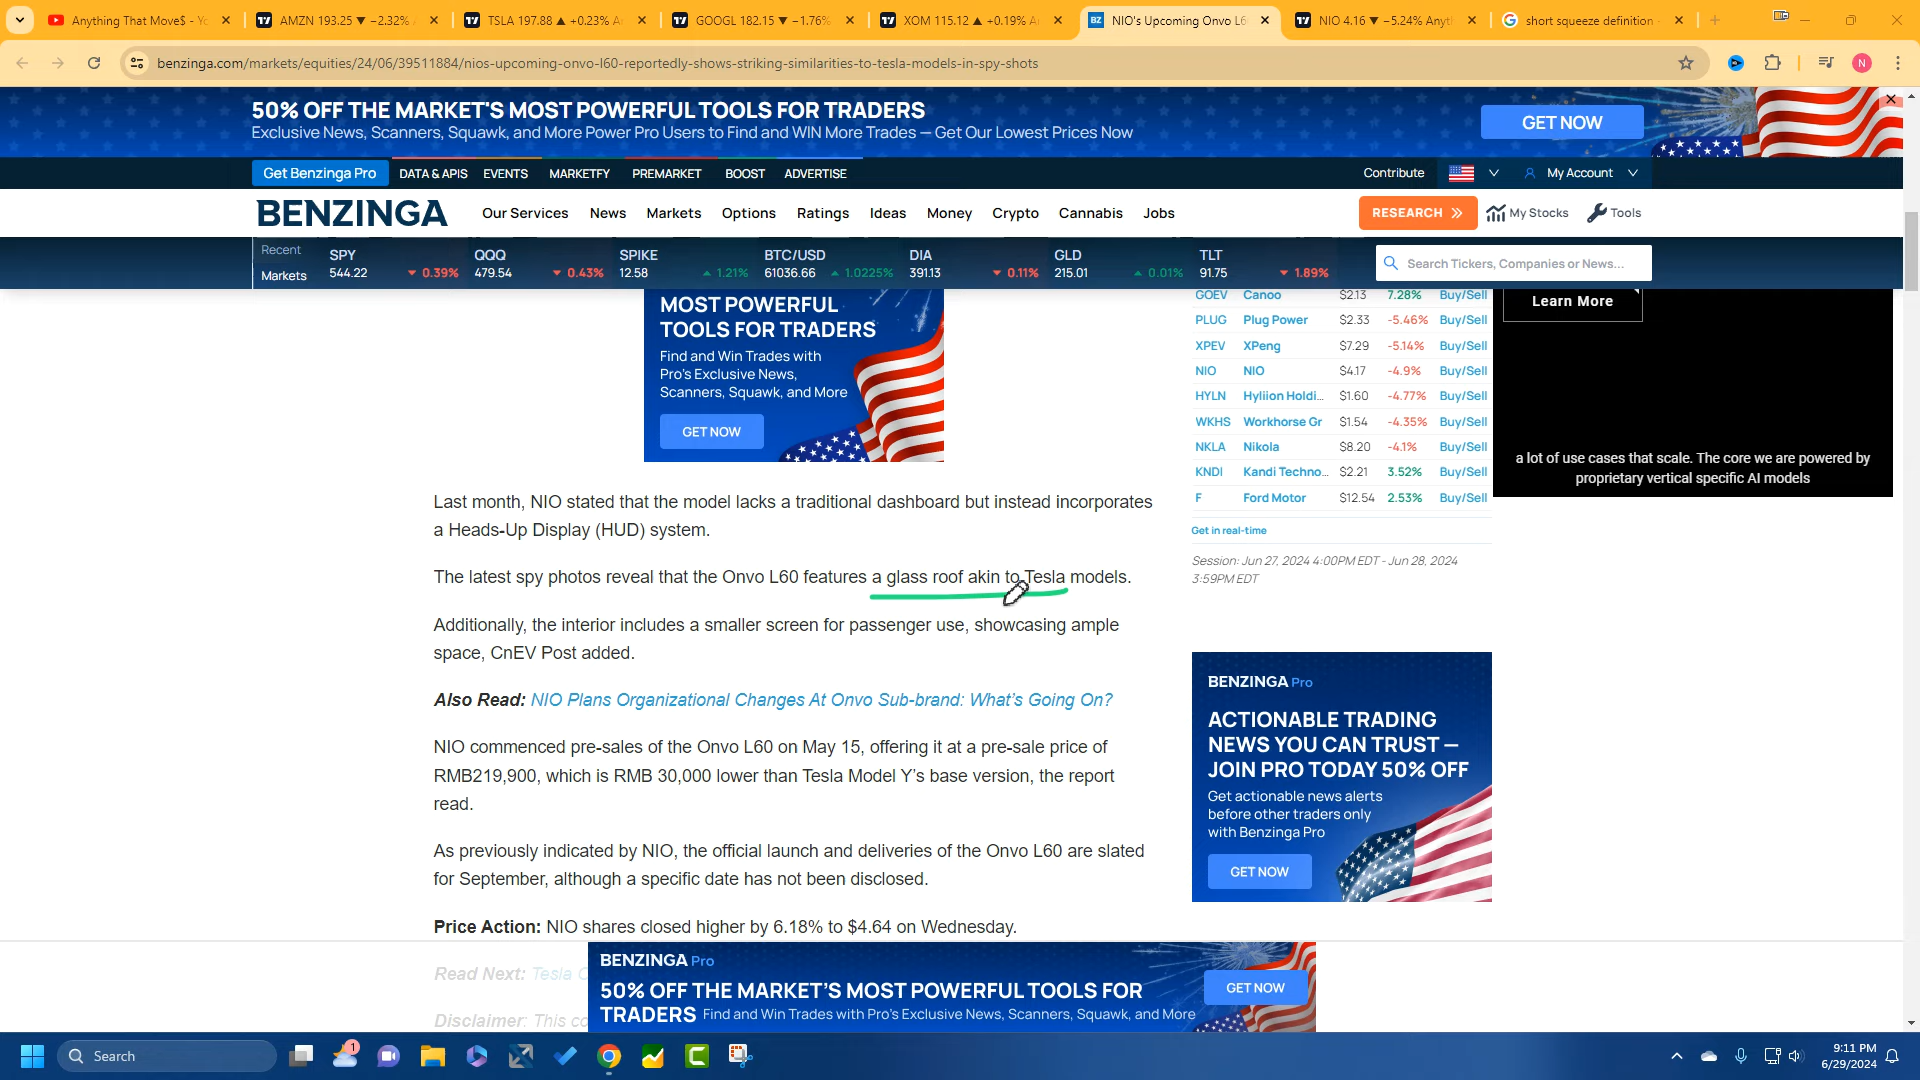 Anything That Move$ - Yo
AMZN 193.25 ▼ −2.32% A
TSLA 197.88 ▲ +0.23% A
GOOGL 182.15 ▼ −1.76%
XOM 115.12 ▲ +0.19% A
BZ NIO's Upcoming Onvo L6
NIO 4.16 ▼ −5.24% Anyt
short squeeze definition
benzinga.com/markets/equities/24/06/39511884/nios-upcoming-onvo-l60-reportedly-shows-striking-similarities-to-tesla-models-in-spy-shots
N
50% OFF THE MARKET'S MOST POWERFUL TOOLS FOR TRADERS
Exclusive News, Scanners, Squawk, and More Power Pro Users to Find and WIN More Trades — Get Our Lowest Prices Now
GET NOW
Get Benzinga Pro DATA & APIS EVENTS MARKETFY PREMARKET BOOST ADVERTISE Contribute My Account
BENZINGA Our Services News Markets Options Ratings Ideas Money Crypto Cannabis Jobs RESEARCH My Stocks Tools
Recent SPY QQQ SPIKE BTC/USD DIA GLD TLT
Markets 544.22 ▼ 0.39% 479.54 ▼ 0.43% 12.58 ▲ 1.21% 61036.66 ▲ 1.0225% 391.13 ▼ 0.11% 215.01 ▲ 0.01% 91.75 ▼ 1.89%
Search Tickers, Companies or News...
MOST POWERFUL
TOOLS FOR TRADERS
Find and Win Trades with
Pro's Exclusive News,
Scanners, Squawk, and More
GET NOW
GOEV Canoo $2.13 7.28% Buy/Sell
PLUG Plug Power $2.33 -5.46% Buy/Sell
XPEV XPeng $7.29 -5.14% Buy/Sell
NIO NIO $4.17 -4.9% Buy/Sell
HYLN Hyliion Holdi... $1.60 -4.77% Buy/Sell
WKHS Workhorse Gr $1.54 -4.35% Buy/Sell
NKLA Nikola $8.20 -4.1% Buy/Sell
KNDI Kandi Techno... $2.21 3.52% Buy/Sell
F Ford Motor $12.54 2.53% Buy/Sell
Get in real-time
Session: Jun 27, 2024 4:00PM EDT - Jun 28, 2024
3:59PM EDT
Learn More
a lot of use cases that scale. The core we are powered by
proprietary vertical specific AI models
Last month, NIO stated that the model lacks a traditional dashboard but instead incorporates
a Heads-Up Display (HUD) system.
The latest spy photos reveal that the Onvo L60 features a glass roof akin to Tesla models.
Additionally, the interior includes a smaller screen for passenger use, showcasing ample
space, CnEV Post added.
Also Read: NIO Plans Organizational Changes At Onvo Sub-brand: What's Going On?
NIO commenced pre-sales of the Onvo L60 on May 15, offering it at a pre-sale price of
RMB219,900, which is RMB 30,000 lower than Tesla Model Y's base version, the report
read.
As previously indicated by NIO, the official launch and deliveries of the Onvo L60 are slated
for September, although a specific date has not been disclosed.
Price Action: NIO shares closed higher by 6.18% to $4.64 on Wednesday.
Read Next: Tesla C
Disclaimer: This co
BENZINGA Pro
ACTIONABLE TRADING
NEWS YOU CAN TRUST —
JOIN PRO TODAY 50% OFF
Get actionable news alerts
before other traders only
with Benzinga Pro
GET NOW
BENZINGA Pro
50% OFF THE MARKET'S MOST POWERFUL TOOLS FOR
TRADERS Find and Win Trades with Pro's Exclusive News, Scanners, Squawk, and More
GET NOW
Search
1
9:11 PM
6/29/2024